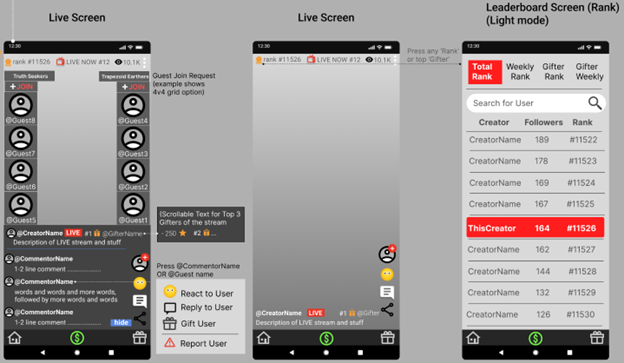 Live Screen
Live Screen
Leaderboard Screen (Rank)
(Light mode)
12:30
rank #11526
LIVE NOW #12
10.1K
Truth Seekers
Trapezoid Earthers
+JOIN
+JOIN
@Guest8
@Guest4
@Guest7
@Guest3
@Guest6
@Guest2
@Guest5
@Guest1
@CreatorName LIVE #1 @GifterName
Description of LIVE stream and stuff
@CommentorName
1-2 line comment ....................
@CommentorName
words and words and more words,
followed by more words and words
@CommentorName
1-2 line comment ....................
hide
Guest Join Request
(example shows
4v4 grid option)
(Scrollable Text for Top 3
Gifters of the stream
- 250 #2 ...
Press @CommentorName
OR @Guest name
React to User
Reply to User
Gift User
Report User
12:30
rank #11526
LIVE NOW #12
10.1K
@CreatorName LIVE #1 @Gifter
Description of LIVE stream and stuff
Press any 'Rank'
or top 'Gifter'
12:30
Total
Rank
Weekly
Rank
Gifter
Rank
Gifter
Weekly
Search for User
Creator Followers Rank
CreatorName 189 #11522
CreatorName 178 #11523
CreatorName 169 #11524
CreatorName 167 #11525
ThisCreator 164 #11526
CreatorName 162 #11527
CreatorName 144 #11528
CreatorName 132 #11529
CreatorName 126 #11530